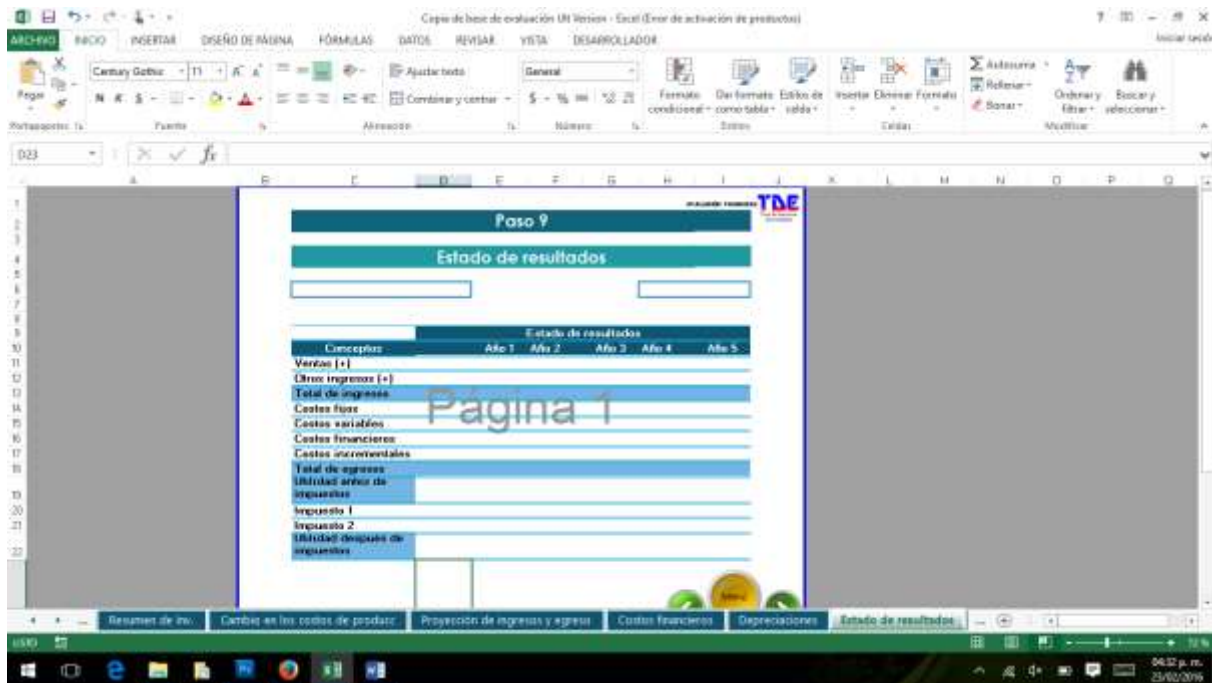 Copia de base de evaluación UN Version - Excel (Error de activación de productos)
ARCHIVO INICIO INSERTAR DISEÑO DE PÁGINA FÓRMULAS DATOS REVISAR VISTA DESARROLLADOR
Pegar
Century Gothic 11
N K S
Ajustar texto
Combinar y centrar
General
Formato condicional
Dar formato como tabla
Estilos de celda
Insertar Eliminar Formato
Autosuma
Rellenar
Borrar
Ordenar y filtrar
Buscar y seleccionar
Portapapeles Fuente Alineación Número Estilos Celdas Modificar
D23
fx
A B C D E F G H I J K L M N O P Q
TDE
Paso 9
Estado de resultados
Estado de resultados
Conceptos Año 1 Año 2 Año 3 Año 4 Año 5
Ventas (+)
Otros ingresos (+)
Total de ingresos
Costos fijos
Costos variables
Costos financieros
Costos incrementales
Total de egresos
Utilidad antes de impuestos
Impuesto 1
Impuesto 2
Utilidad después de impuestos
Página 1
Menú
... Resumen de inv. Cambio en los costos de producc Proyección de ingresos y egreso Costos financieros Depreciaciones Estado de resultados ...
LISTO
04:32 p. m.
23/02/2016